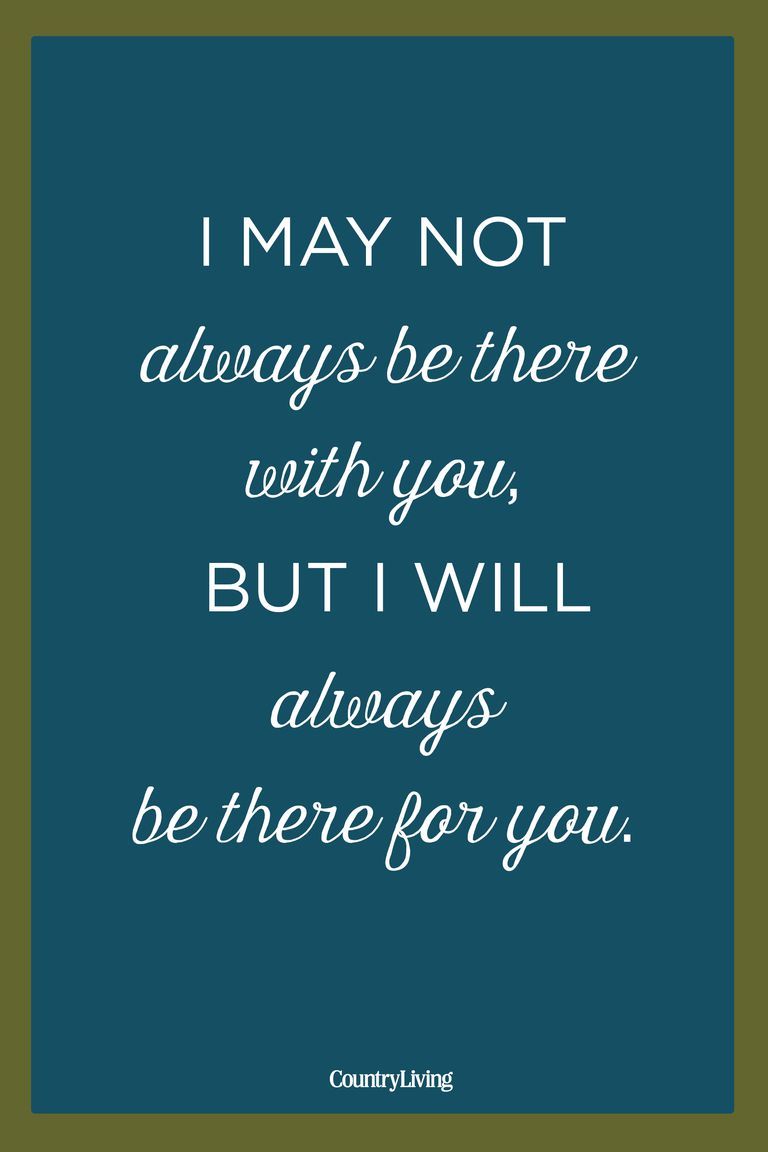 I MAY NOT
always be there
with you,
BUT I WILL
always
be there for you.
CountryLiving